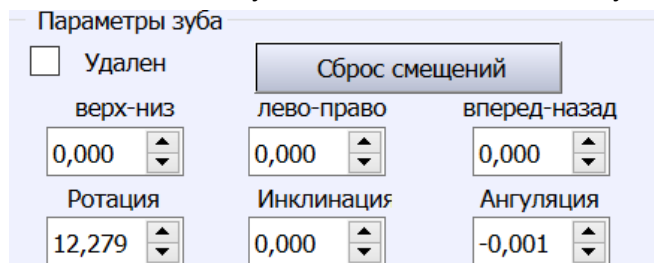 Параметры зуба
Удален Сброс смещений
верх-низ лево-право вперед-назад
0,000 0,000 0,000
Ротация Инклинация Ангуляция
12,279 0,000 -0,001